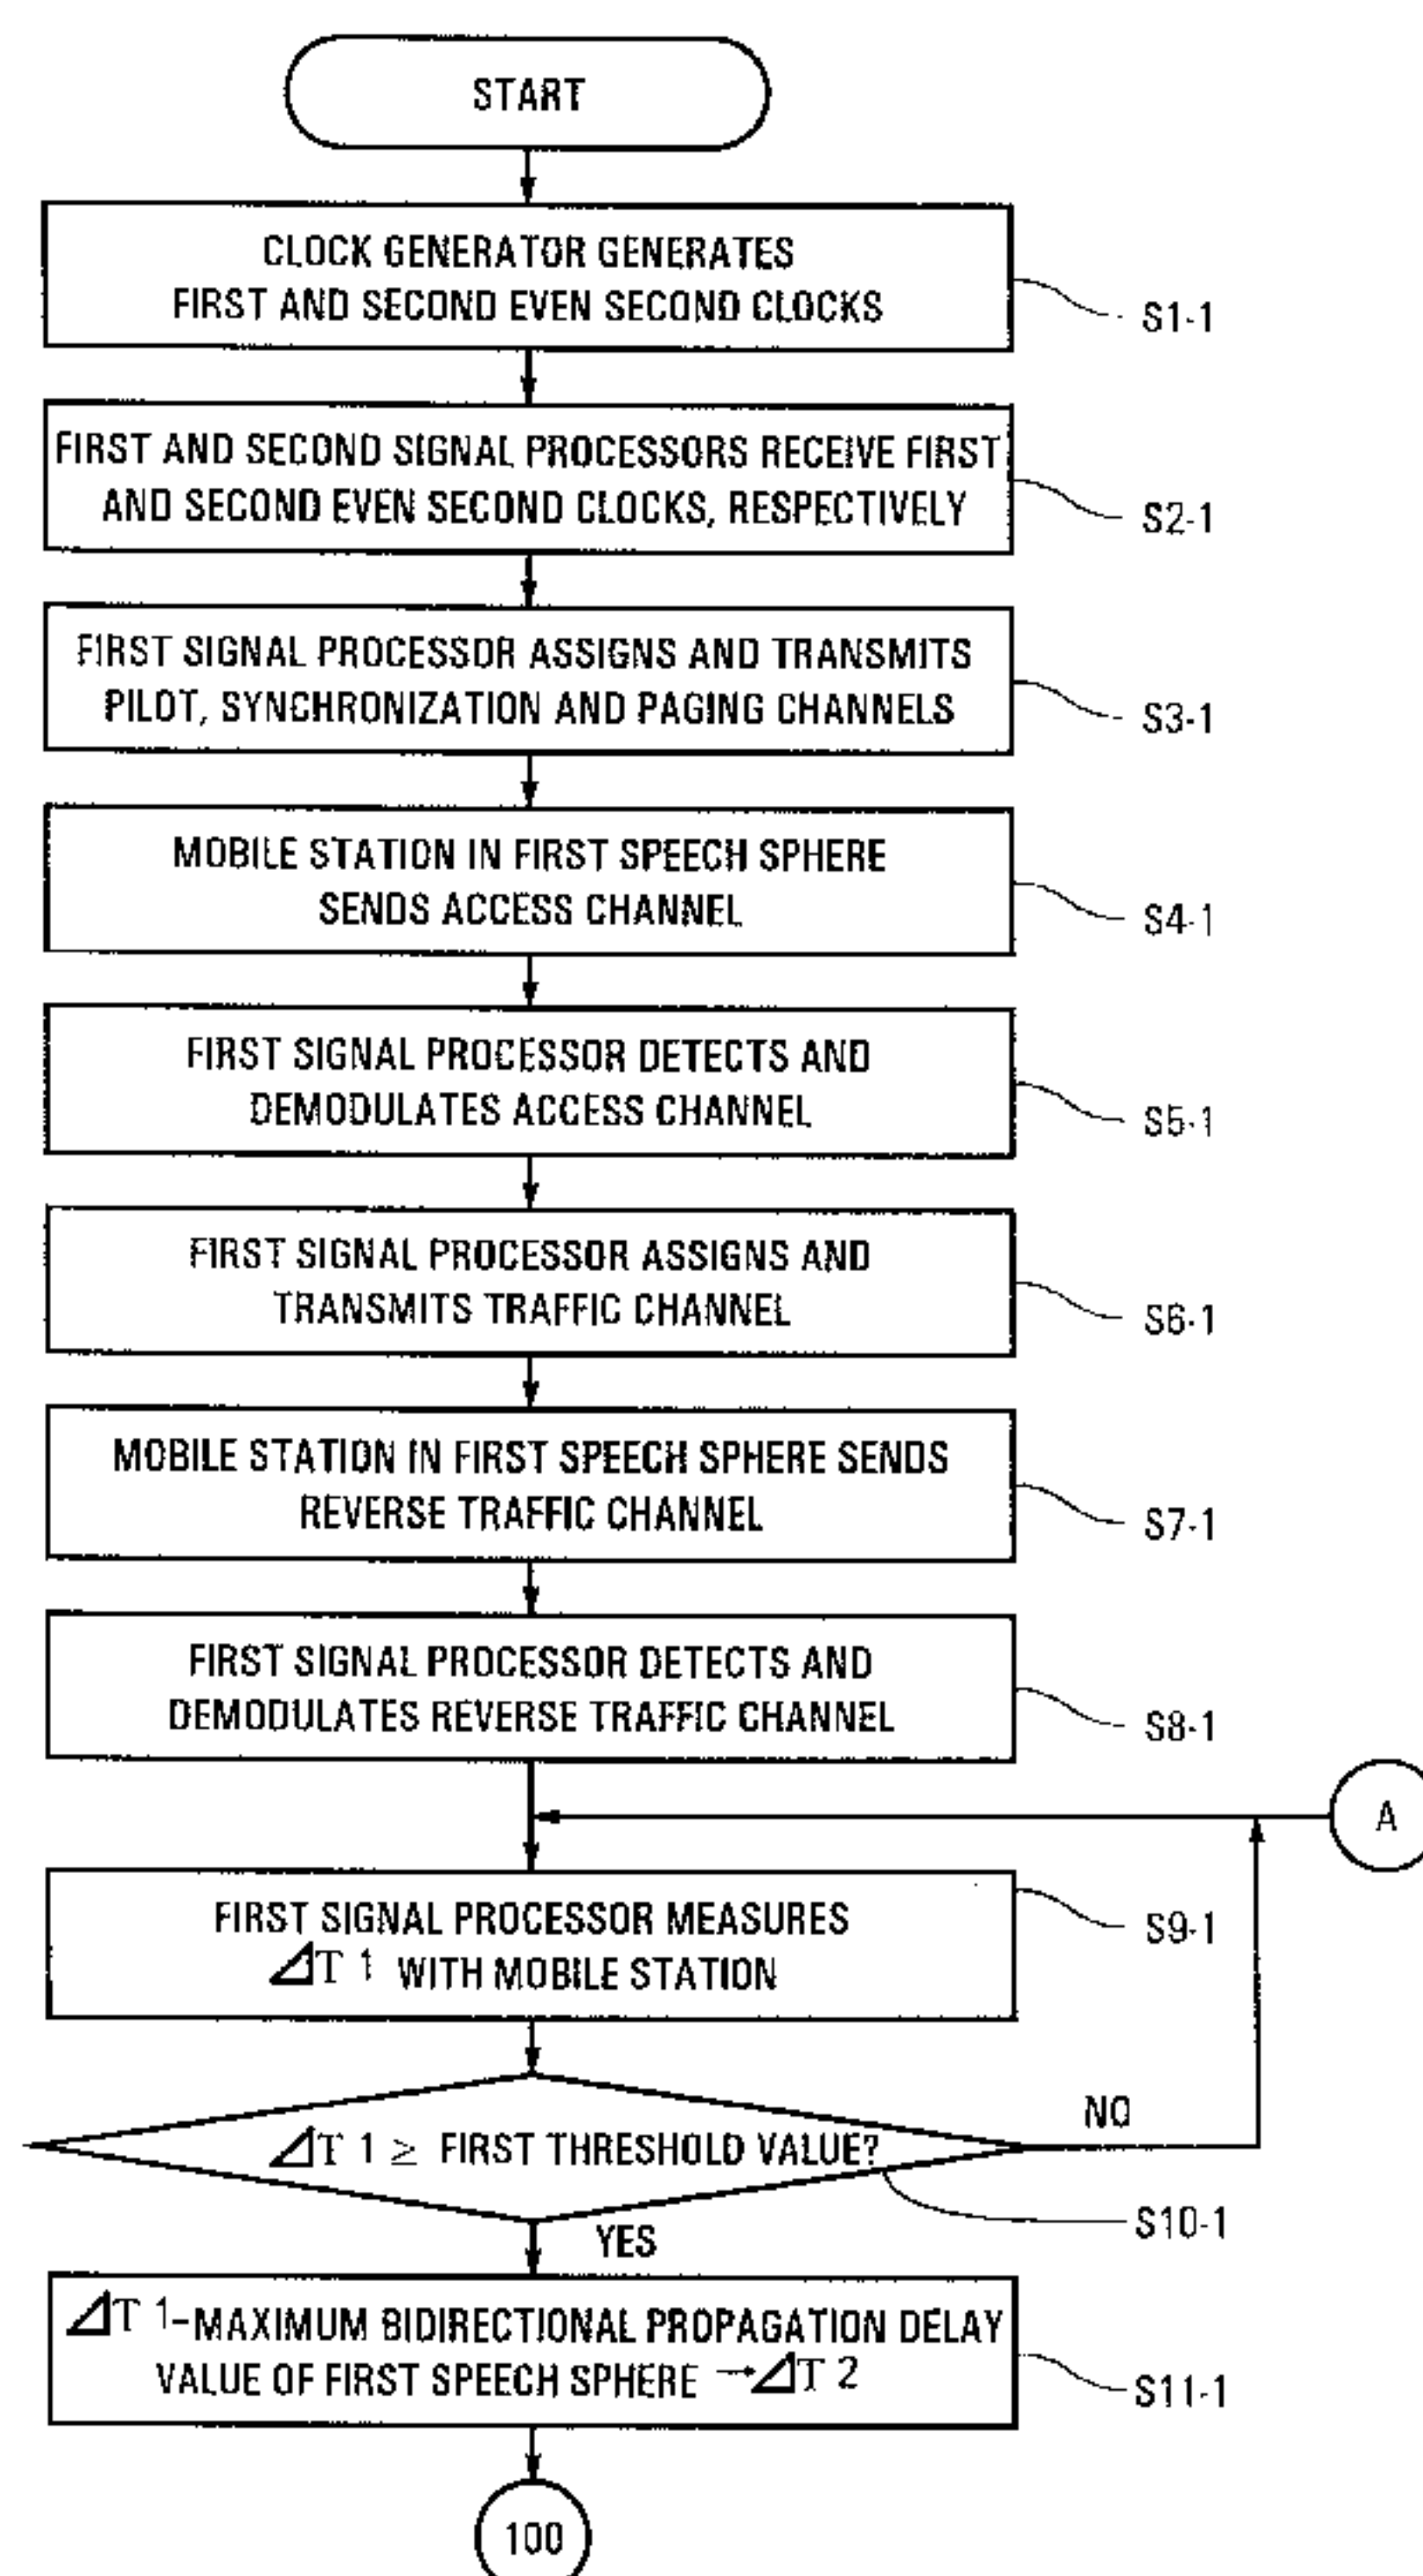 START
CLOCK GENERATOR GENERATES
FIRST AND SECOND EVEN SECOND CLOCKS
S1-1
FIRST AND SECOND SIGNAL PROCESSORS RECEIVE FIRST
AND SECOND EVEN SECOND CLOCKS, RESPECTIVELY
S2-1
FIRST SIGNAL PROCESSOR ASSIGNS AND TRANSMITS
PILOT, SYNCHRONIZATION AND PAGING CHANNELS
S3-1
MOBILE STATION IN FIRST SPEECH SPHERE
SENDS ACCESS CHANNEL
S4-1
FIRST SIGNAL PROCESSOR DETECTS AND
DEMODULATES ACCESS CHANNEL
S5-1
FIRST SIGNAL PROCESSOR ASSIGNS AND
TRANSMITS TRAFFIC CHANNEL
S6-1
MOBILE STATION IN FIRST SPEECH SPHERE SENDS
REVERSE TRAFFIC CHANNEL
S7-1
FIRST SIGNAL PROCESSOR DETECTS AND
DEMODULATES REVERSE TRAFFIC CHANNEL
S8-1
A
FIRST SIGNAL PROCESSOR MEASURES
⊿T 1 WITH MOBILE STATION
S9-1
NO
⊿T 1 ≥ FIRST THRESHOLD VALUE?
S10-1
YES
⊿T 1-MAXIMUM BIDIRECTIONAL PROPAGATION DELAY
VALUE OF FIRST SPEECH SPHERE →⊿T 2
S11-1
100